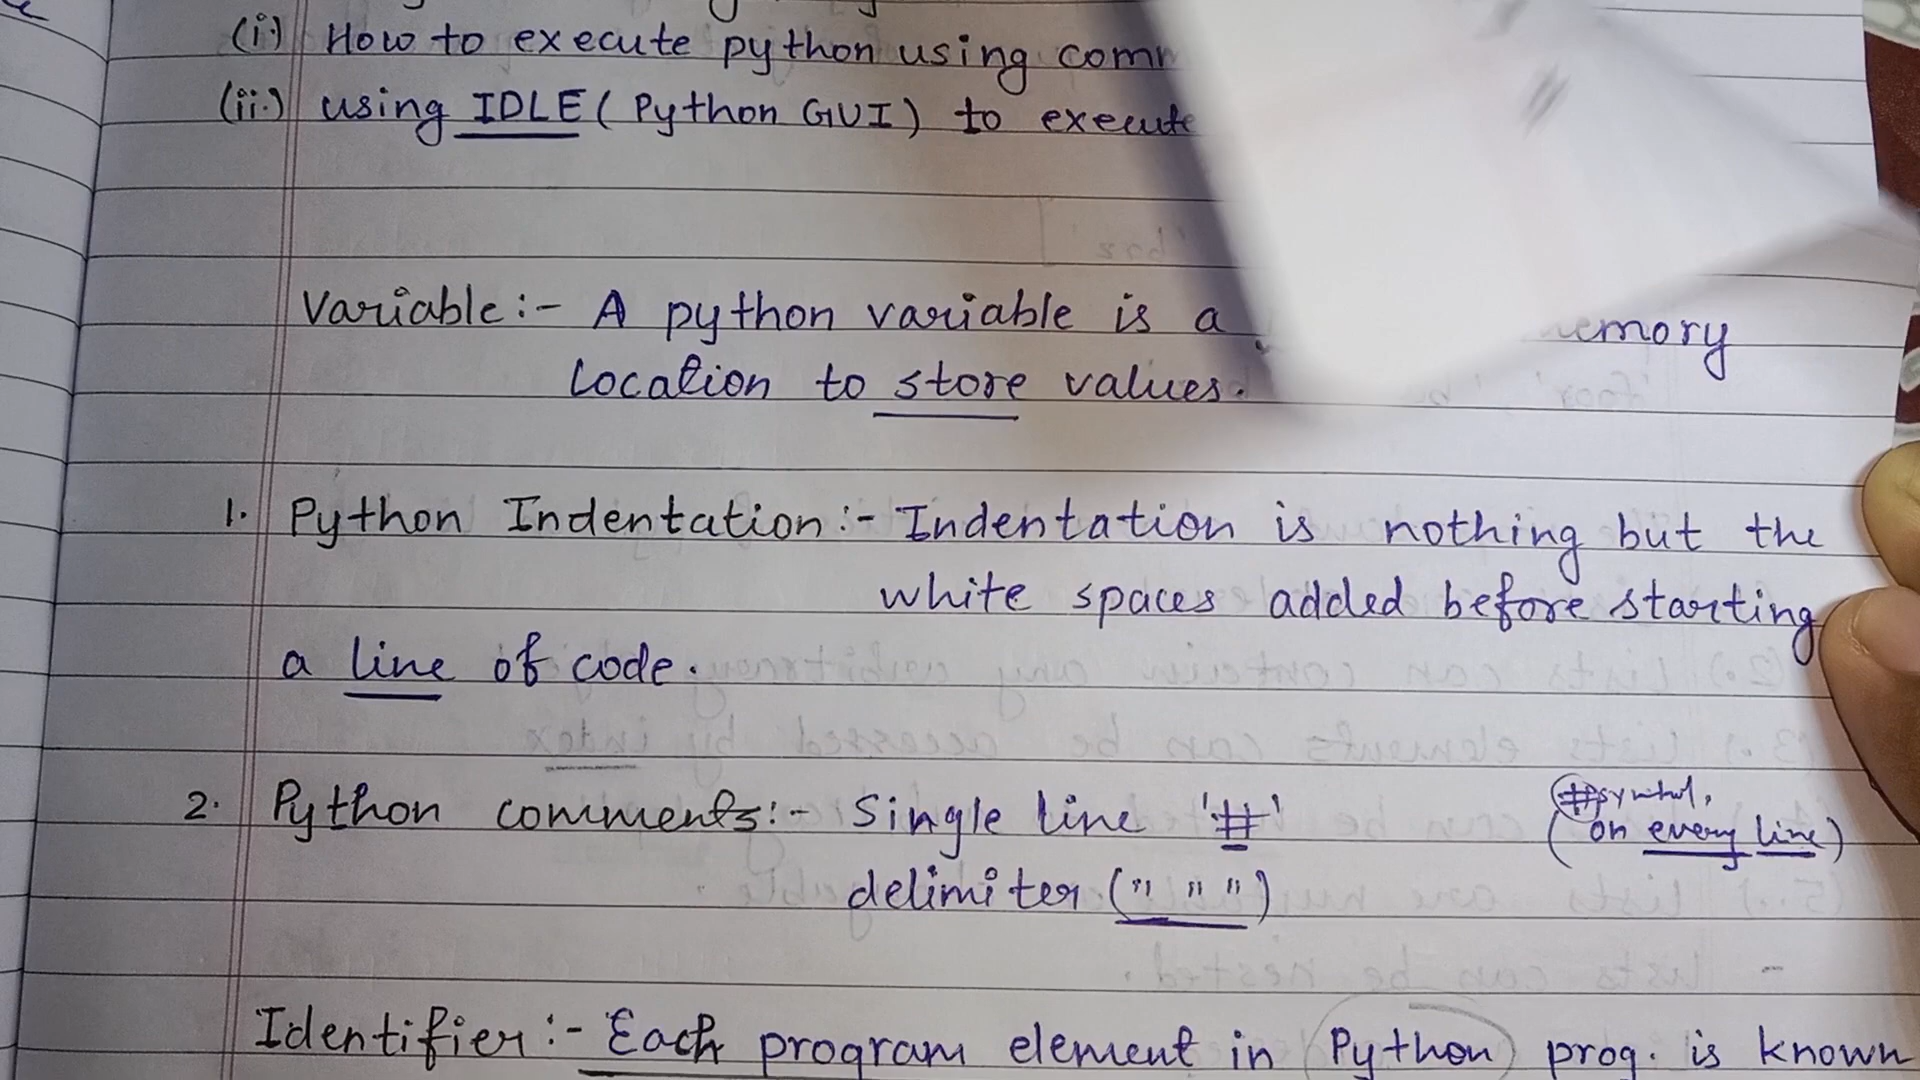 (i.) How to execute python using
(ii.) using IDLE (Python GUI) to execute
Variable :- A python variable is a memory
location to store values.
1. Python Indentation :- Indentation is nothing but the
white spaces added before starting
a line of code.
2. Python comments :- Single line '#'
(# symbol,
on every line)
delimiter (" " ")
Identifier :- Each program element in Python prog. is known